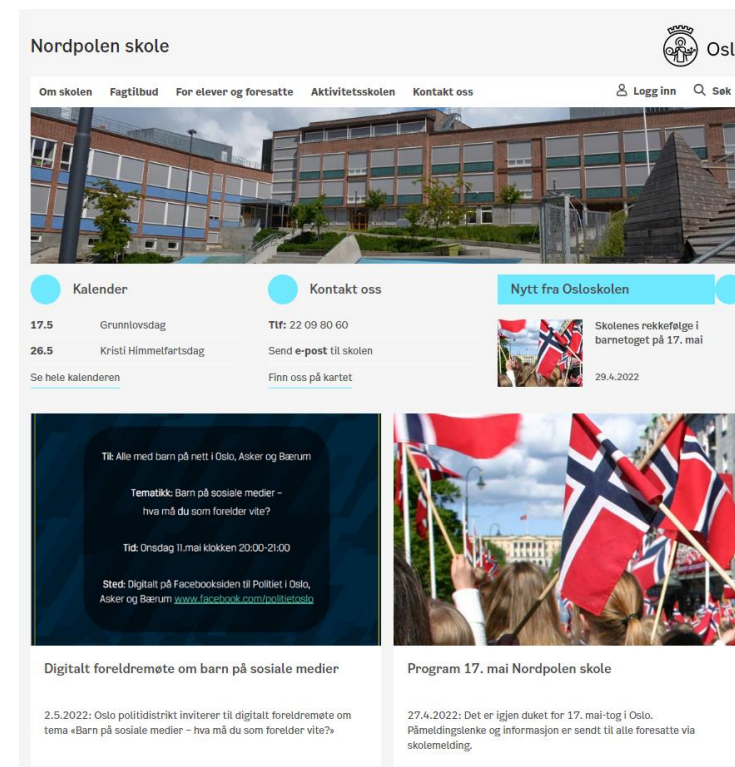 Nordpolen skole
Osl
Om skolen Fagtilbud For elever og foresatte Aktivitetsskolen Kontakt oss Logg inn Søk
Kalender
17.5 Grunnlovsdag
26.5 Kristi Himmelfartsdag
Se hele kalenderen
Kontakt oss
Tlf: 22 09 80 60
Send e-post til skolen
Finn oss på kartet
Nytt fra Osloskolen
Skolenes rekkefølge i
barnetoget på 17. mai
29.4.2022
Til: Alle med barn på nett i Oslo, Asker og Bærum
Tematikk: Barn på sosiale medier –
hva må du som forelder vite?
Tid: Onsdag 11.mai klokken 20:00-21:00
Sted: Digitalt på Facebooksiden til Politiet i Oslo,
Asker og Bærum www.facebook.com/politietoslo
Digitalt foreldremøte om barn på sosiale medier
2.5.2022: Oslo politidistrikt inviterer til digitalt foreldremøte om
tema «Barn på sosiale medier – hva må du som forelder vite?»
Program 17. mai Nordpolen skole
27.4.2022: Det er igjen duket for 17. mai-tog i Oslo.
Påmeldingslenke og informasjon er sendt til alle foresatte via
skolemelding.